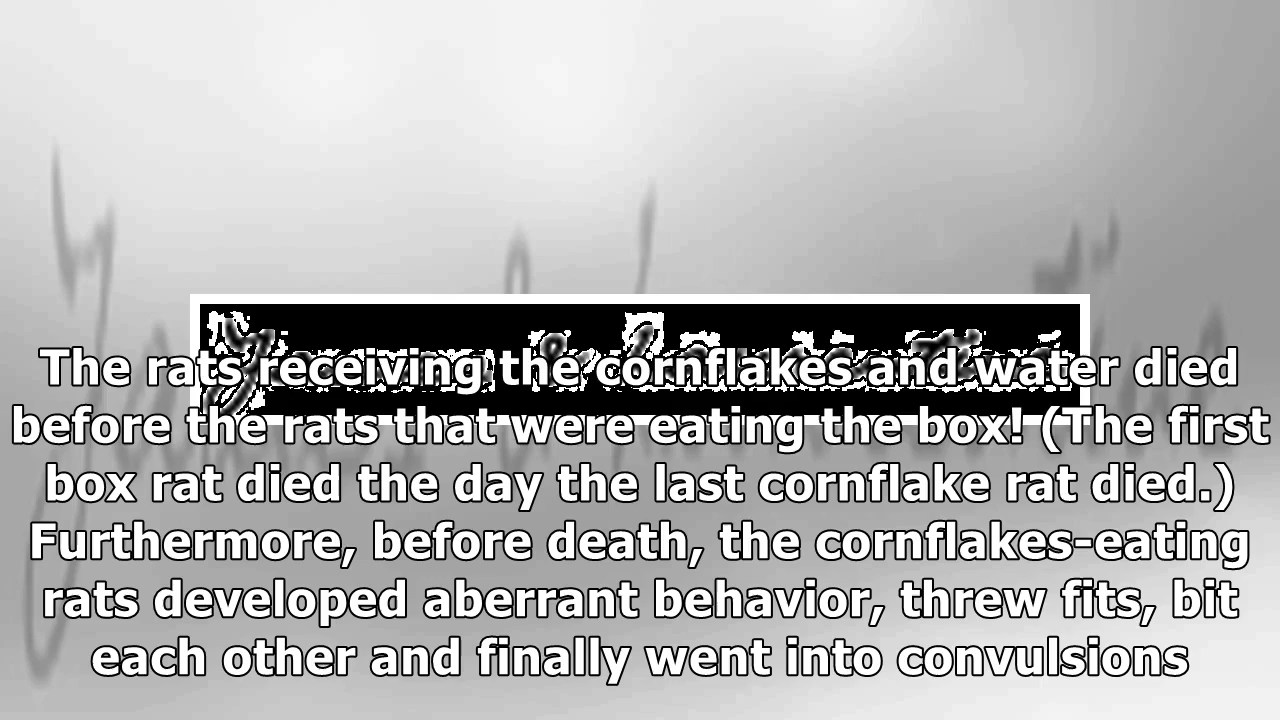 The rats receiving the cornflakes and water died
before the rats that were eating the box! (The first
box rat died the day the last cornflake rat died.)
Furthermore, before death, the cornflakes-eating
rats developed aberrant behavior, threw fits, bit
each other and finally went into convulsions